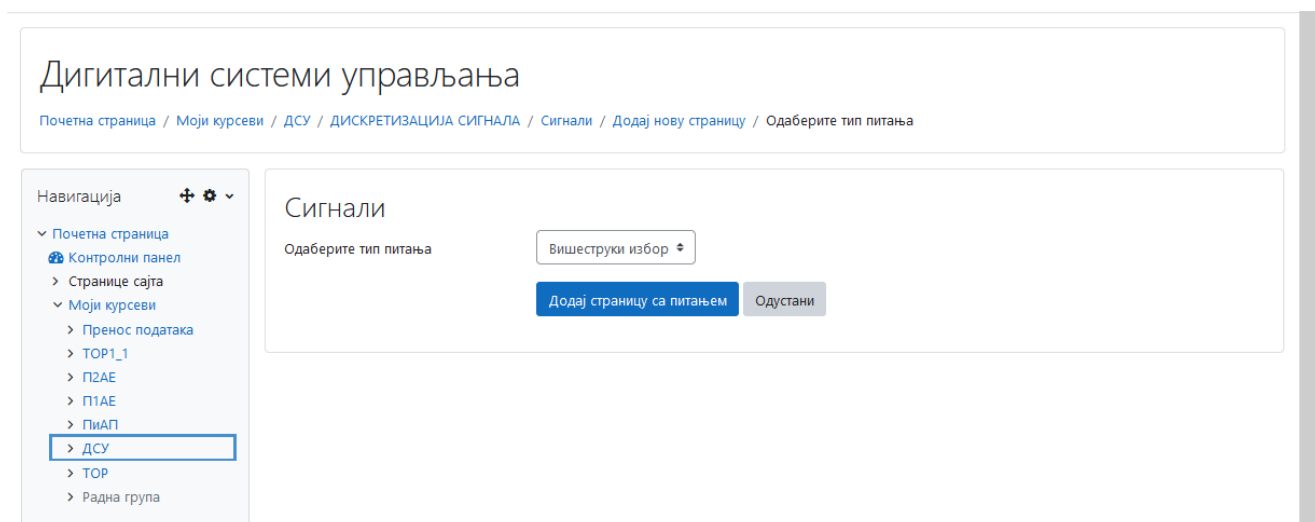 Дигитални системи управљања
Почетна страница / Моји курсеви / ДСУ / ДИСКРЕТИЗАЦИЈА СИГНАЛА / Сигнали / Додај нову страницу / Одаберите тип питања
Навигација
Почетна страница
Контролни панел
Странице сајта
Моји курсеви
Пренос података
ТОР1_1
П2АЕ
П1АЕ
ПиАП
ДСУ
ТОР
Радна група
Сигнали
Одаберите тип питања
Вишеструки избор
Додај страницу са питањем
Одустани